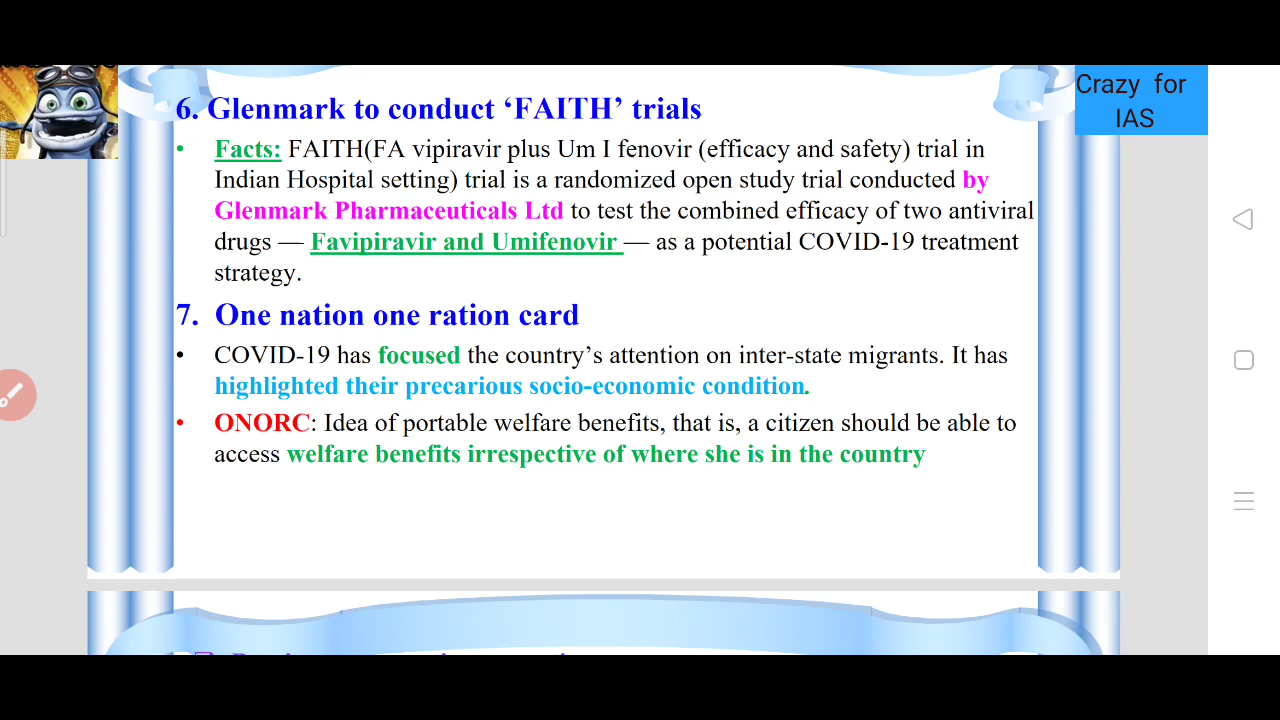 Crazy for
IAS
6. Glenmark to conduct ‘FAITH’ trials
• Facts: FAITH(FA vipiravir plus Um I fenovir (efficacy and safety) trial in
Indian Hospital setting) trial is a randomized open study trial conducted by
Glenmark Pharmaceuticals Ltd to test the combined efficacy of two antiviral
drugs — Favipiravir and Umifenovir — as a potential COVID-19 treatment
strategy.
7. One nation one ration card
• COVID-19 has focused the country’s attention on inter-state migrants. It has
highlighted their precarious socio-economic condition.
• ONORC: Idea of portable welfare benefits, that is, a citizen should be able to
access welfare benefits irrespective of where she is in the country